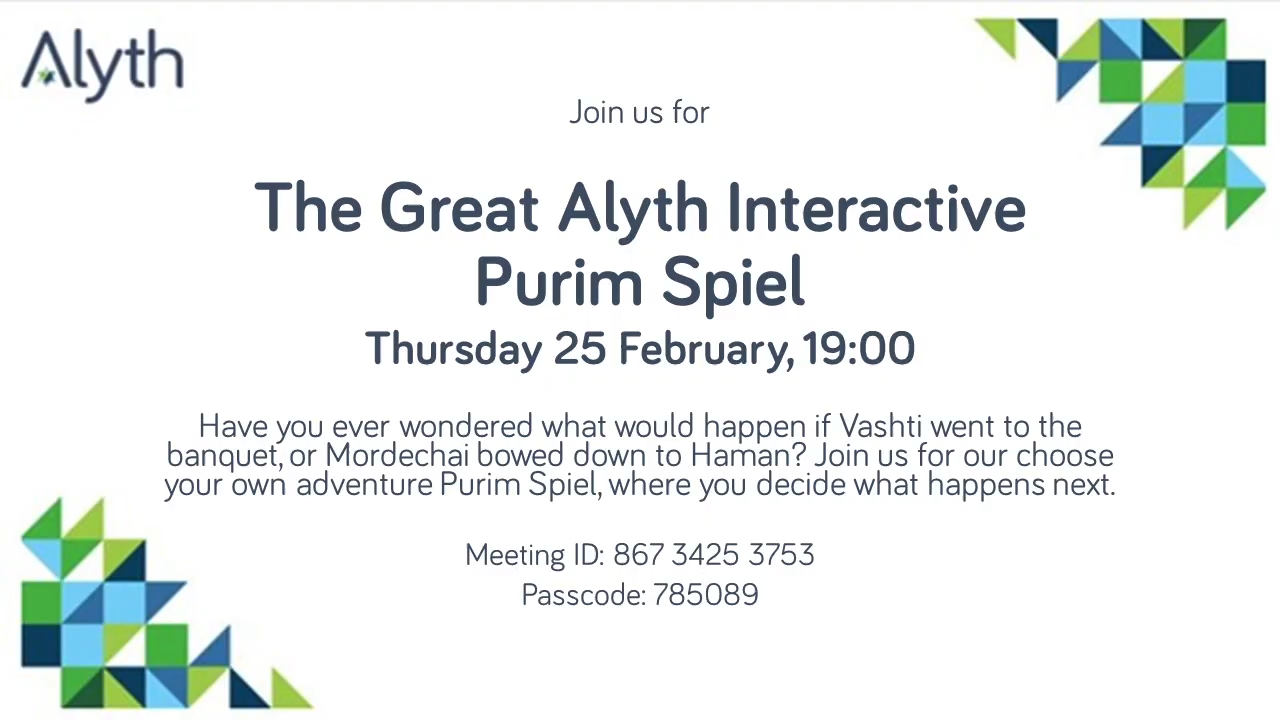 Alyth
Join us for
The Great Alyth Interactive
Purim Spiel
Thursday 25 February, 19:00
Have you ever wondered what would happen if Vashti went to the
banquet, or Mordechai bowed down to Haman? Join us for our choose
your own adventure Purim Spiel, where you decide what happens next.
Meeting ID: 867 3425 3753
Passcode: 785089